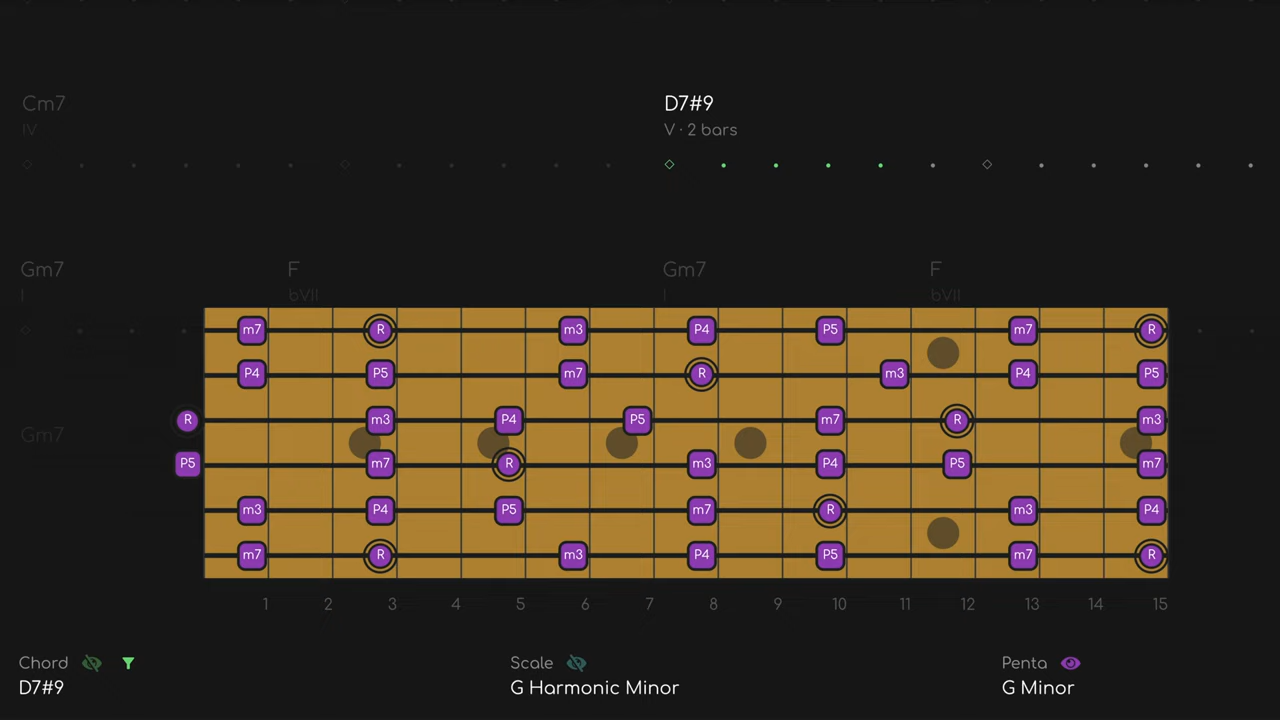 Cm7 D7#9
IV V · 2 bars
Gm7 F Gm7 F
I bVII I bVII
m7 R m3 P4 P5 m7 R
P4 P5 m7 R m3 P4 P5
R m3 P4 P5 m7 R m3
Gm7
P5 m7 R m3 P4 P5 m7
m3 P4 P5 m7 R m3 P4
m7 R m3 P4 P5 m7 R
1 2 3 4 5 6 7 8 9 10 11 12 13 14 15
Chord Scale Penta
D7#9 G Harmonic Minor G Minor